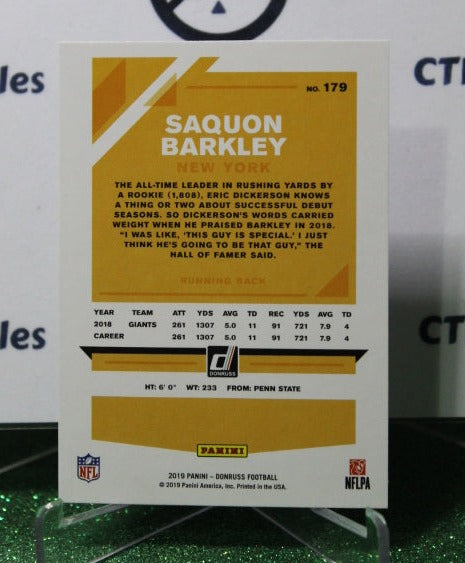 NO. 179
SAQUON
BARKLEY
NEW YORK
THE ALL-TIME LEADER IN RUSHING YARDS BY
A ROOKIE (1,808), ERIC DICKERSON KNOWS
A THING OR TWO ABOUT SUCCESSFUL DEBUT
SEASONS. SO DICKERSON'S WORDS CARRIED
WEIGHT WHEN HE PRAISED BARKLEY IN 2018.
"I WAS LIKE, 'THIS GUY IS SPECIAL.' I JUST
THINK HE'S GOING TO BE THAT GUY," THE
HALL OF FAMER SAID.
RUNNING BACK
YEAR TEAM ATT YDS AVG TD REC YDS AVG TD
2018 GIANTS 261 1307 5.0 11 91 721 7.9 4
CAREER 261 1307 5.0 11 91 721 7.9 4
d
DONRUSS
HT: 6' 0" WT: 233 FROM: PENN STATE
PANINI
NFL
NFLPA
2019 PANINI – DONRUSS FOOTBALL
© 2019 Panini America, Inc. Printed in the USA.
les
CTI
CTB